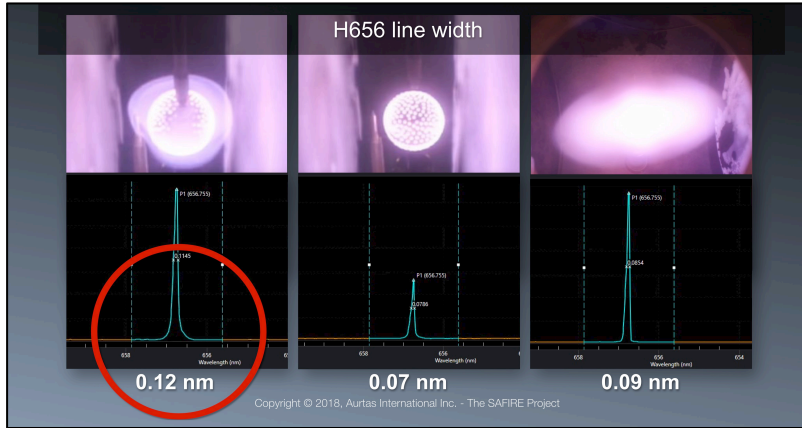 H656 line width
P1 (656.755)
0.1145
658
656
Wavelength (nm)
0.12 nm
P1 (656.755)
0.0786
658
656
Wavelength (nm)
0.07 nm
P1 (656.755)
0.0854
658
656
654
Wavelength (nm)
0.09 nm
Copyright © 2018, Aurtas International Inc. - The SAFIRE Project